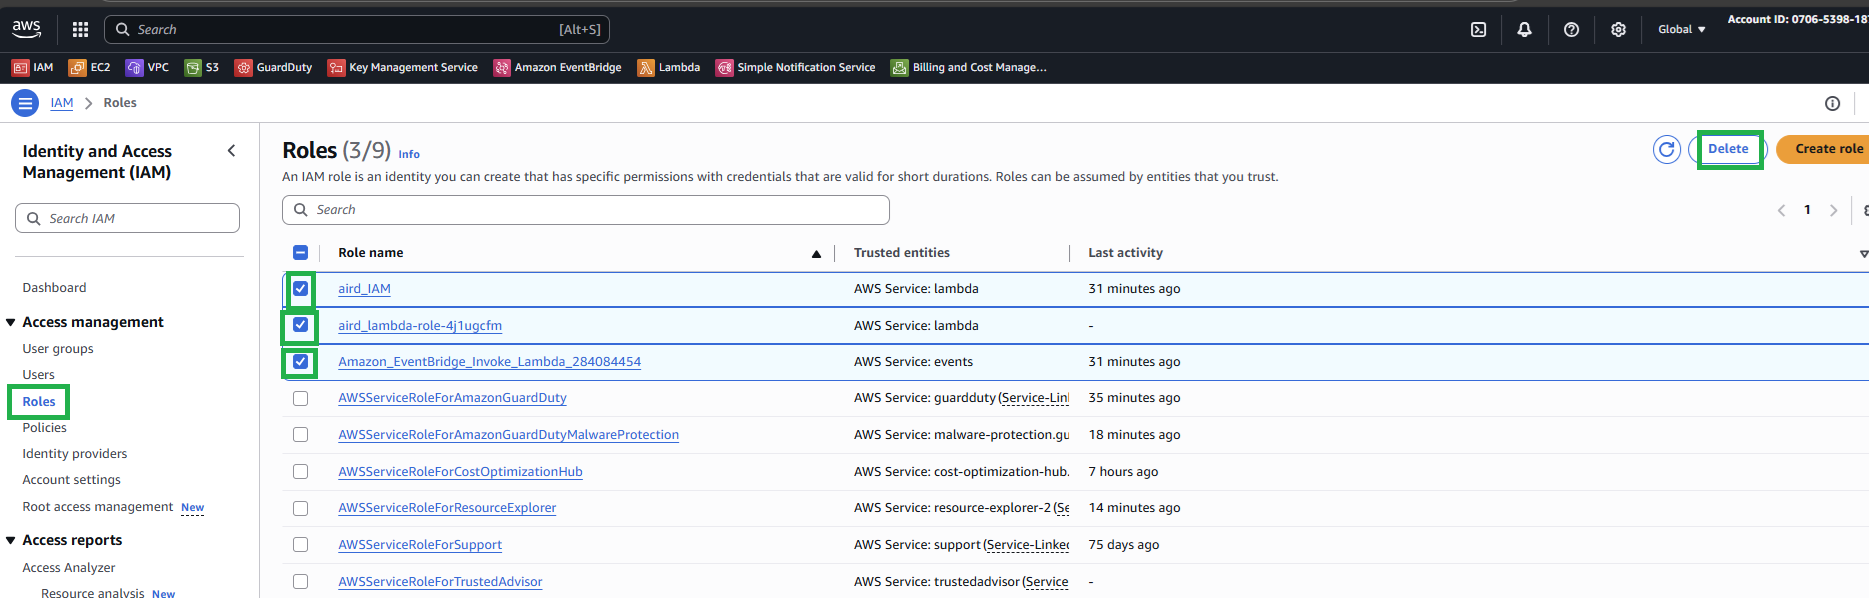 aws
Search [Alt+S]
Global
Account ID: 0706-5398-18
IAM EC2 VPC S3 GuardDuty Key Management Service Amazon EventBridge Lambda Simple Notification Service Billing and Cost Manage...
IAM Roles
Identity and Access
Management (IAM)
Search IAM
Dashboard
Access management
User groups
Users
Roles
Policies
Identity providers
Account settings
Root access management New
Access reports
Access Analyzer
Resource analysis New
Roles (3/9) Info
Delete
Create role
An IAM role is an identity you can create that has specific permissions with credentials that are valid for short durations. Roles can be assumed by entities that you trust.
Search
1
Role name Trusted entities Last activity
aird_IAM AWS Service: lambda 31 minutes ago
aird_lambda-role-4j1ugcfm AWS Service: lambda -
Amazon_EventBridge_Invoke_Lambda_284084454 AWS Service: events 31 minutes ago
AWSServiceRoleForAmazonGuardDuty AWS Service: guardduty (Service-Lin 35 minutes ago
AWSServiceRoleForAmazonGuardDutyMalwareProtection AWS Service: malware-protection.gu 18 minutes ago
AWSServiceRoleForCostOptimizationHub AWS Service: cost-optimization-hub. 7 hours ago
AWSServiceRoleForResourceExplorer AWS Service: resource-explorer-2 (Se 14 minutes ago
AWSServiceRoleForSupport AWS Service: support (Service-Linked 75 days ago
AWSServiceRoleForTrustedAdvisor AWS Service: trustedadvisor (Service -